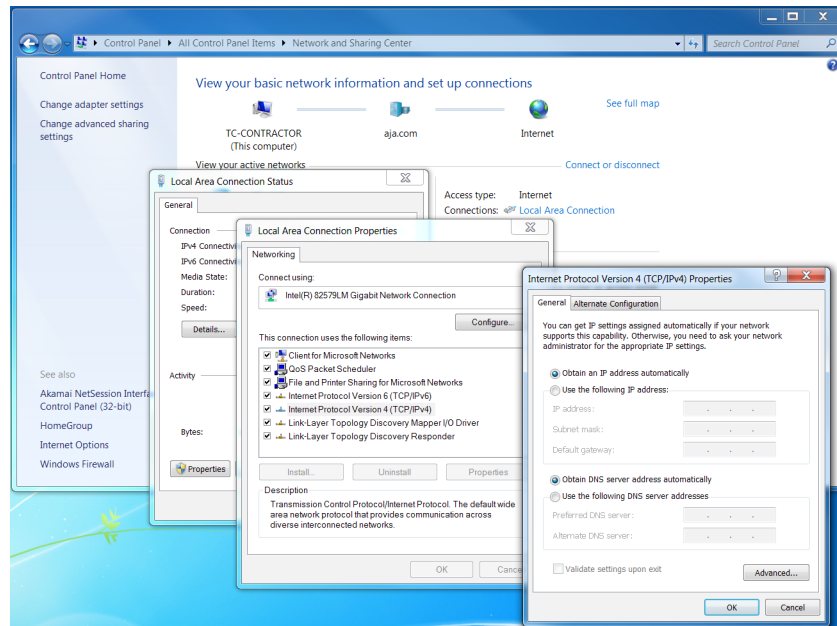 Control Panel ▸ All Control Panel Items ▸ Network and Sharing Center
Search Control Panel
Control Panel Home
Change adapter settings
Change advanced sharing
settings
See also
Akamai NetSession Interfa
Control Panel (32-bit)
HomeGroup
Internet Options
Windows Firewall
View your basic network information and set up connections
See full map
TC-CONTRACTOR
(This computer)
aja.com
Internet
View your active networks
Connect or disconnect
Access type: Internet
Connections: Local Area Connection
Local Area Connection Status
General
Connection
IPv4 Connectivi
IPv6 Connectivi
Media State:
Duration:
Speed:
Details...
Activity
Bytes:
Properties
Local Area Connection Properties
Networking
Connect using:
Intel(R) 82579LM Gigabit Network Connection
Configure...
This connection uses the following items:
Client for Microsoft Networks
QoS Packet Scheduler
File and Printer Sharing for Microsoft Networks
Internet Protocol Version 6 (TCP/IPv6)
Internet Protocol Version 4 (TCP/IPv4)
Link-Layer Topology Discovery Mapper I/O Driver
Link-Layer Topology Discovery Responder
Install...
Uninstall
Properties
Description
Transmission Control Protocol/Internet Protocol. The default wide
area network protocol that provides communication across
diverse interconnected networks.
OK
Cance
Internet Protocol Version 4 (TCP/IPv4) Properties
General
Alternate Configuration
You can get IP settings assigned automatically if your network
supports this capability. Otherwise, you need to ask your network
administrator for the appropriate IP settings.
Obtain an IP address automatically
Use the following IP address:
IP address:
Subnet mask:
Default gateway:
Obtain DNS server address automatically
Use the following DNS server addresses
Preferred DNS server:
Alternate DNS server:
Validate settings upon exit
Advanced...
OK
Cancel